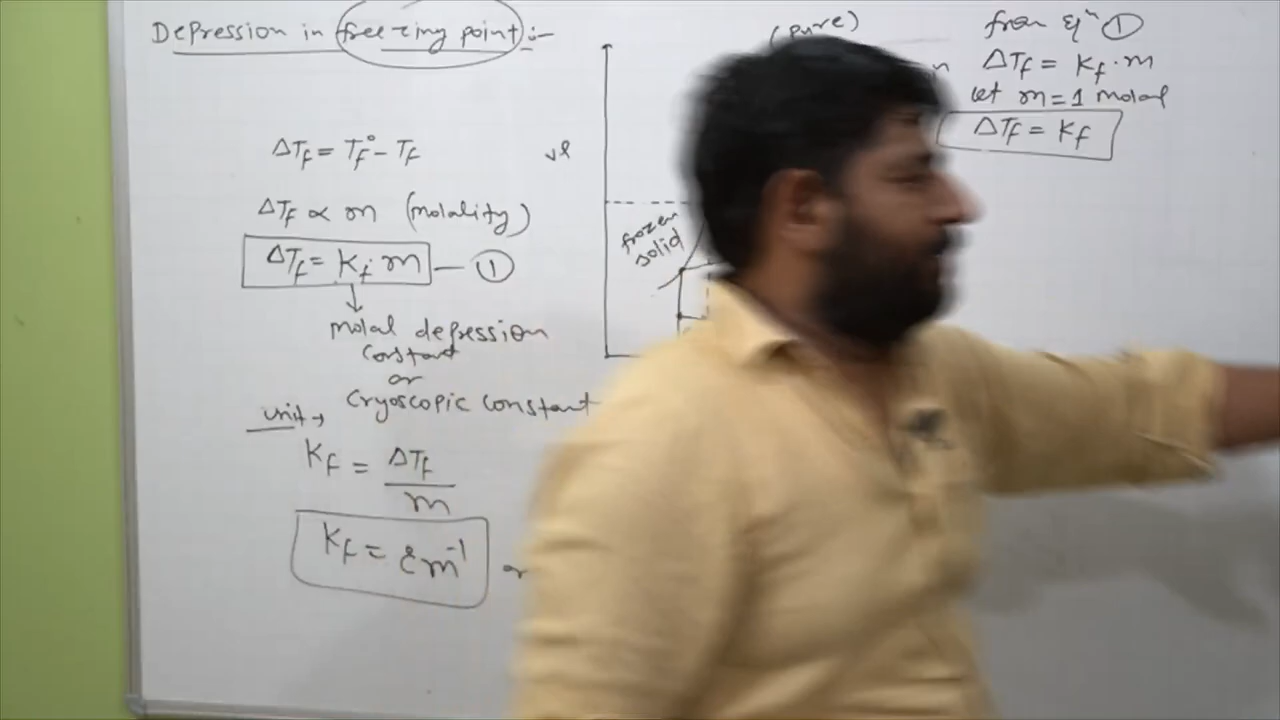 Depression in freezing point :-
ΔTf = Tf° - Tf
ΔTf ∝ m (molality)
ΔTf = Kf · m — ①
molal depression
constant
or
Cryoscopic constant
unit →
Kf = ΔTf / m
Kf = °C m⁻¹ or
(pure)
frozen
solid
from eqⁿ ①
ΔTf = Kf · m
let m = 1 molal
ΔTf = Kf